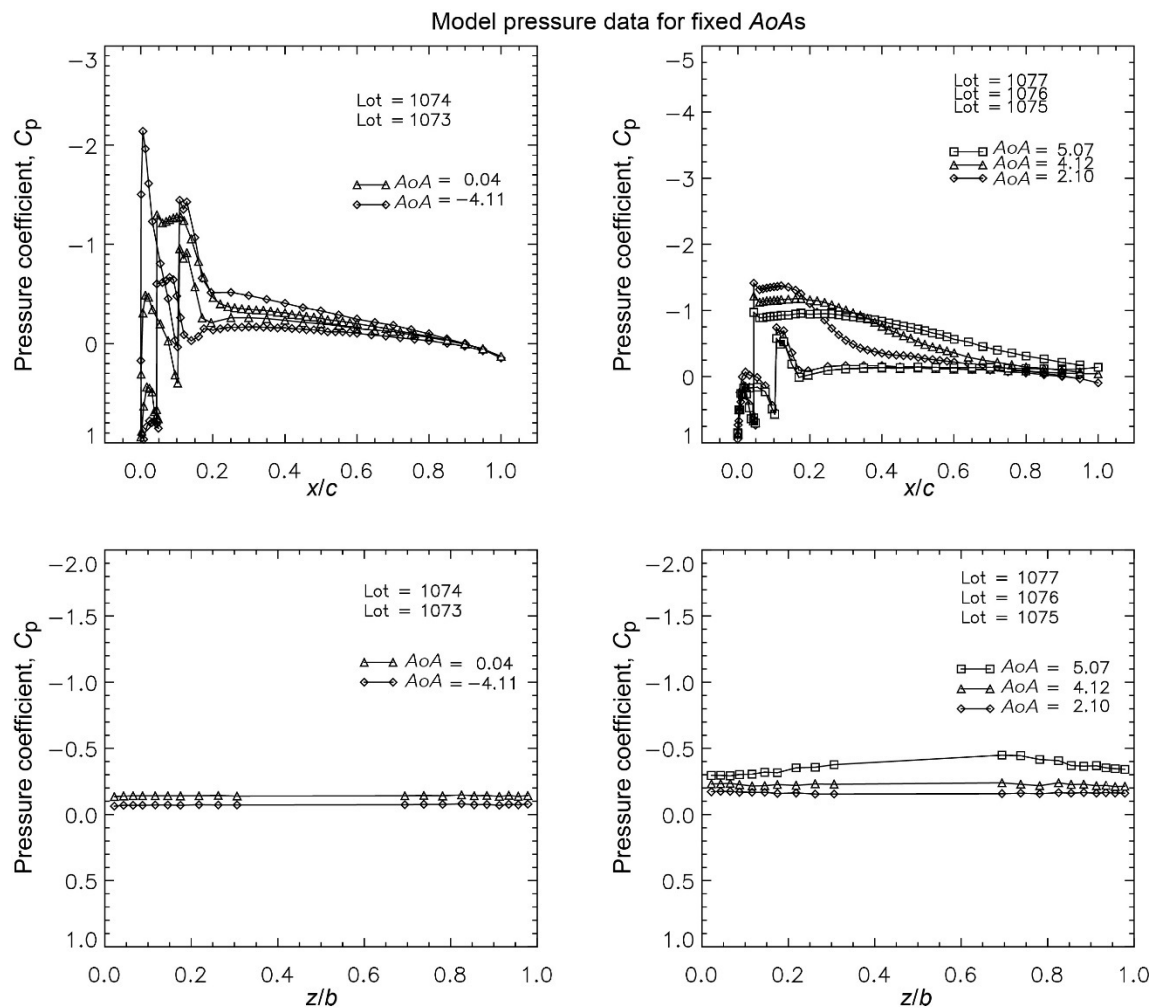 Model pressure data for fixed AoAs
Pressure coefficient, Cp
−3
−2
−1
0
1
Lot = 1074
Lot = 1073
AoA = 0.04
AoA = −4.11
0.0 0.2 0.4 0.6 0.8 1.0
x/c
Pressure coefficient, Cp
−5
−4
−3
−2
−1
0
1
Lot = 1077
Lot = 1076
Lot = 1075
AoA = 5.07
AoA = 4.12
AoA = 2.10
0.0 0.2 0.4 0.6 0.8 1.0
x/c
Pressure coefficient, Cp
−2.0
−1.5
−1.0
−0.5
0.0
0.5
1.0
Lot = 1074
Lot = 1073
AoA = 0.04
AoA = −4.11
0.0 0.2 0.4 0.6 0.8 1.0
z/b
Pressure coefficient, Cp
−2.0
−1.5
−1.0
−0.5
0.0
0.5
1.0
Lot = 1077
Lot = 1076
Lot = 1075
AoA = 5.07
AoA = 4.12
AoA = 2.10
0.0 0.2 0.4 0.6 0.8 1.0
z/b